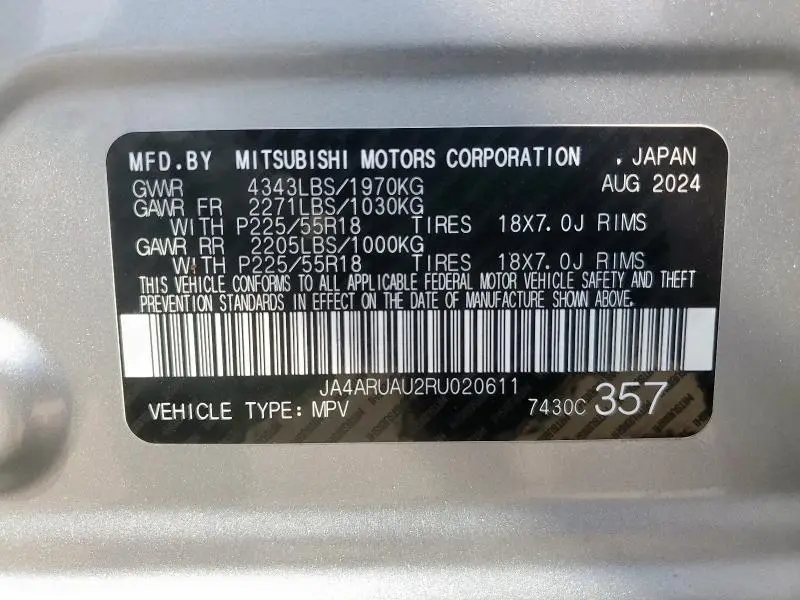 MFD.BY MITSUBISHI MOTORS CORPORATION , JAPAN
GVWR 4343LBS/1970KG AUG 2024
GAWR FR 2271LBS/1030KG
WITH P225/55R18 TIRES 18X7.0J RIMS
GAWR RR 2205LBS/1000KG
WITH P225/55R18 TIRES 18X7.0J RIMS
THIS VEHICLE CONFORMS TO ALL APPLICABLE FEDERAL MOTOR VEHICLE SAFETY AND THEFT
PREVENTION STANDARDS IN EFFECT ON THE DATE OF MANUFACTURE SHOWN ABOVE.
JA4ARUAU2RU020611
VEHICLE TYPE: MPV 7430C 357